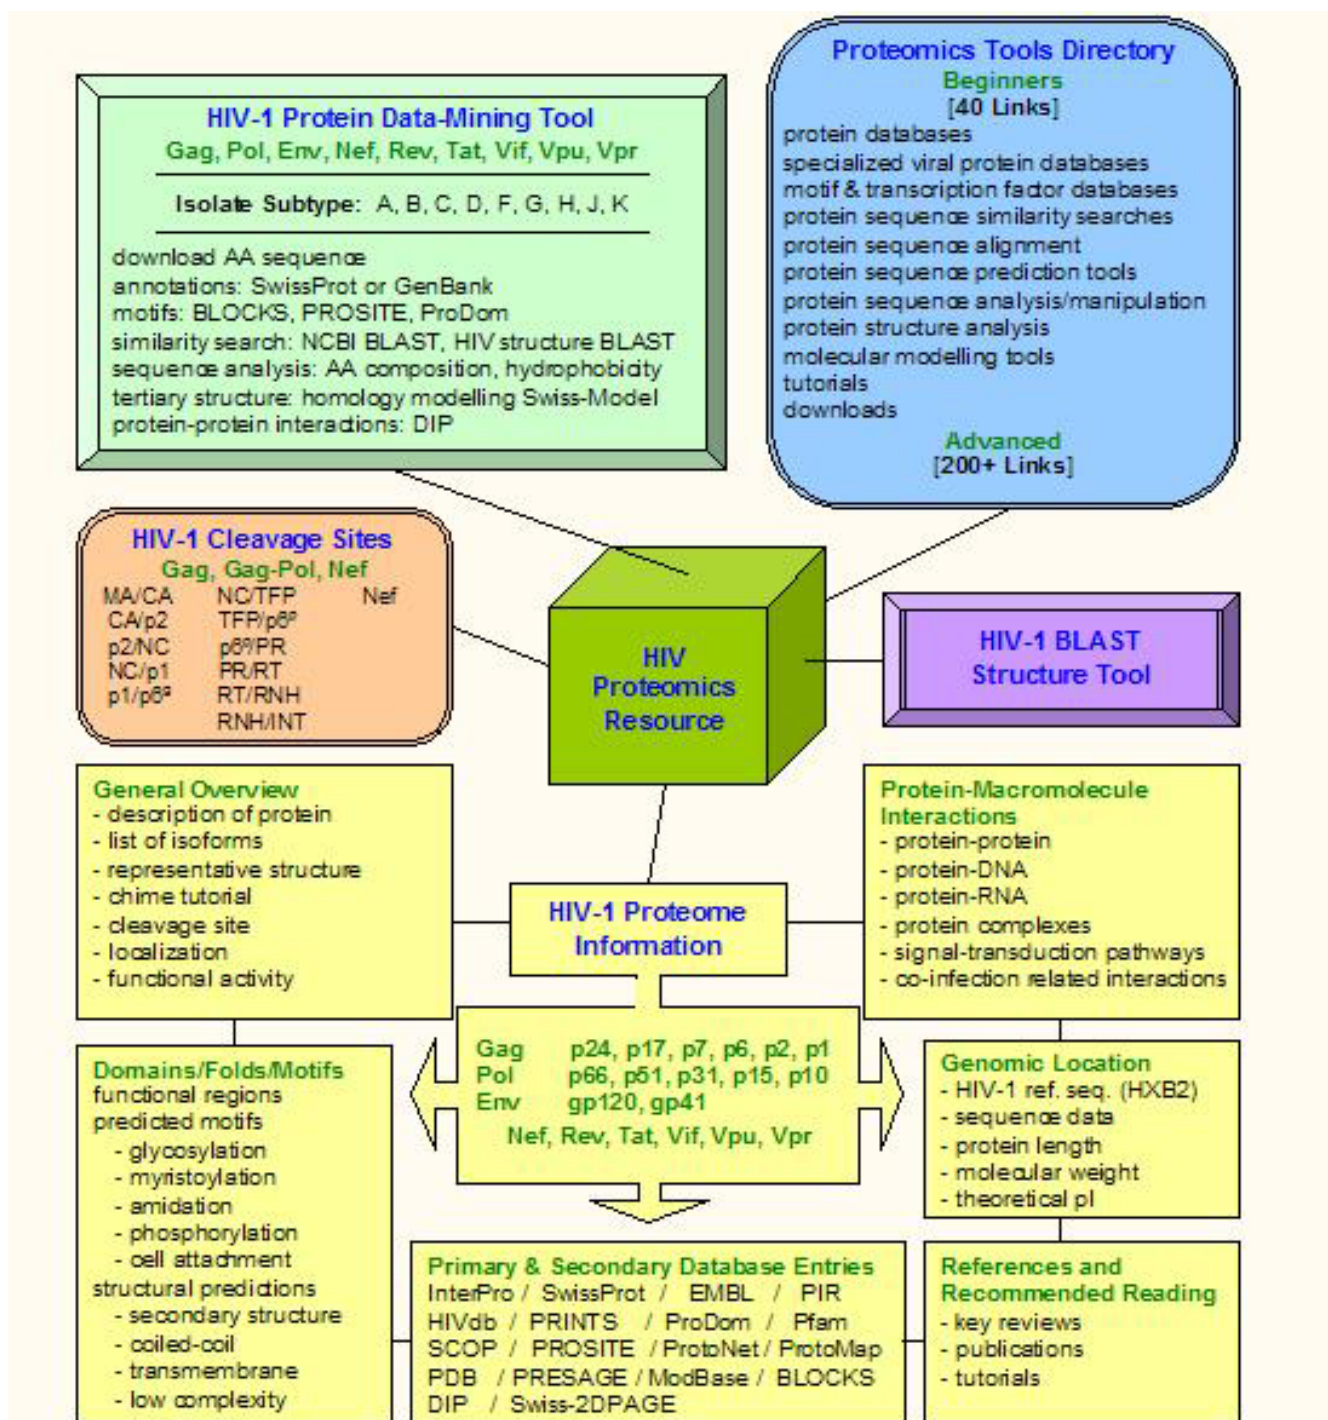 Proteomics Tools Directory
Beginners
[40 Links]
protein databases
specialized viral protein databases
motif & transcription factor databases
protein sequence similarity searches
protein sequence alignment
protein sequence prediction tools
protein sequence analysis/manipulation
protein structure analysis
molecular modelling tools
tutorials
downloads
Advanced
[200+ Links]
HIV-1 Protein Data-Mining Tool
Gag, Pol, Env, Nef, Rev, Tat, Vif, Vpu, Vpr
Isolate Subtype: A, B, C, D, F, G, H, J, K
download AA sequence
annotations: SwissProt or GenBank
motifs: BLOCKS, PROSITE, ProDom
similarity search: NCBI BLAST, HIV structure BLAST
sequence analysis: AA composition, hydrophobicity
tertiary structure: homology modelling Swiss-Model
protein-protein interactions: DIP
HIV-1 Cleavage Sites
Gag, Gag-Pol, Nef
MA/CA NC/TFP Nef
CA/p2 TFP/p6ᵖ
p2/NC p6ᵖ/PR
NC/p1 PR/RT
p1/p6ᵍ RT/RNH
RNH/INT
HIV
Proteomics
Resource
HIV-1 BLAST
Structure Tool
General Overview
- description of protein
- list of isoforms
- representative structure
- chime tutorial
- cleavage site
- localization
- functional activity
HIV-1 Proteome
Information
Protein-Macromolecule
Interactions
- protein-protein
- protein-DNA
- protein-RNA
- protein complexes
- signal-transduction pathways
- co-infection related interactions
Gag p24, p17, p7, p6, p2, p1
Pol p66, p51, p31, p15, p10
Env gp120, gp41
Nef, Rev, Tat, Vif, Vpu, Vpr
Domains/Folds/Motifs
functional regions
predicted motifs
- glycosylation
- myristoylation
- amidation
- phosphorylation
- cell attachment
structural predictions
- secondary structure
- coiled-coil
- transmembrane
- low complexity
Genomic Location
- HIV-1 ref. seq. (HXB2)
- sequence data
- protein length
- molecular weight
- theoretical pI
Primary & Secondary Database Entries
InterPro / SwissProt / EMBL / PIR
HIVdb / PRINTS / ProDom / Pfam
SCOP / PROSITE / ProtoNet / ProtoMap
PDB / PRESAGE / ModBase / BLOCKS
DIP / Swiss-2DPAGE
References and
Recommended Reading
- key reviews
- publications
- tutorials